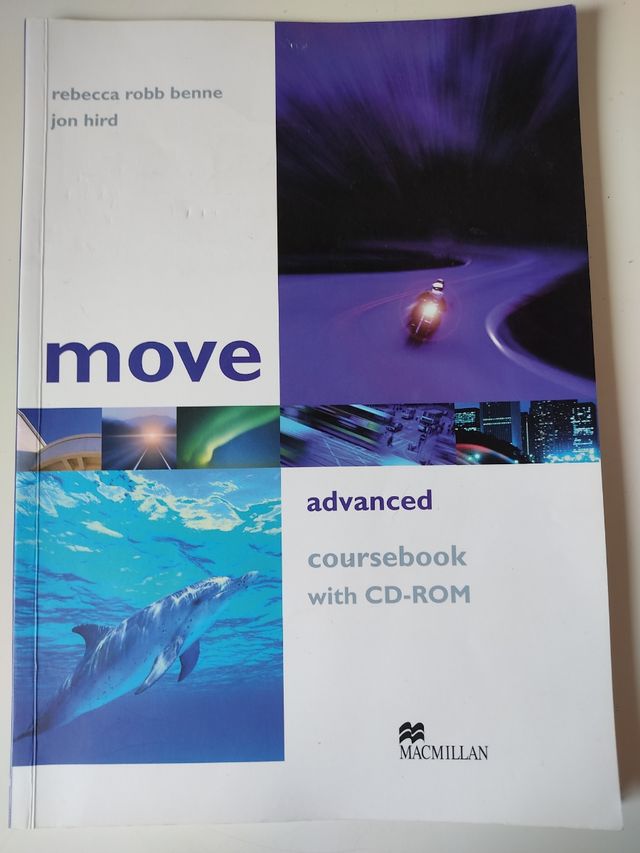 rebecca robb benne
jon hird
move
advanced
coursebook
with CD-ROM
MACMILLAN